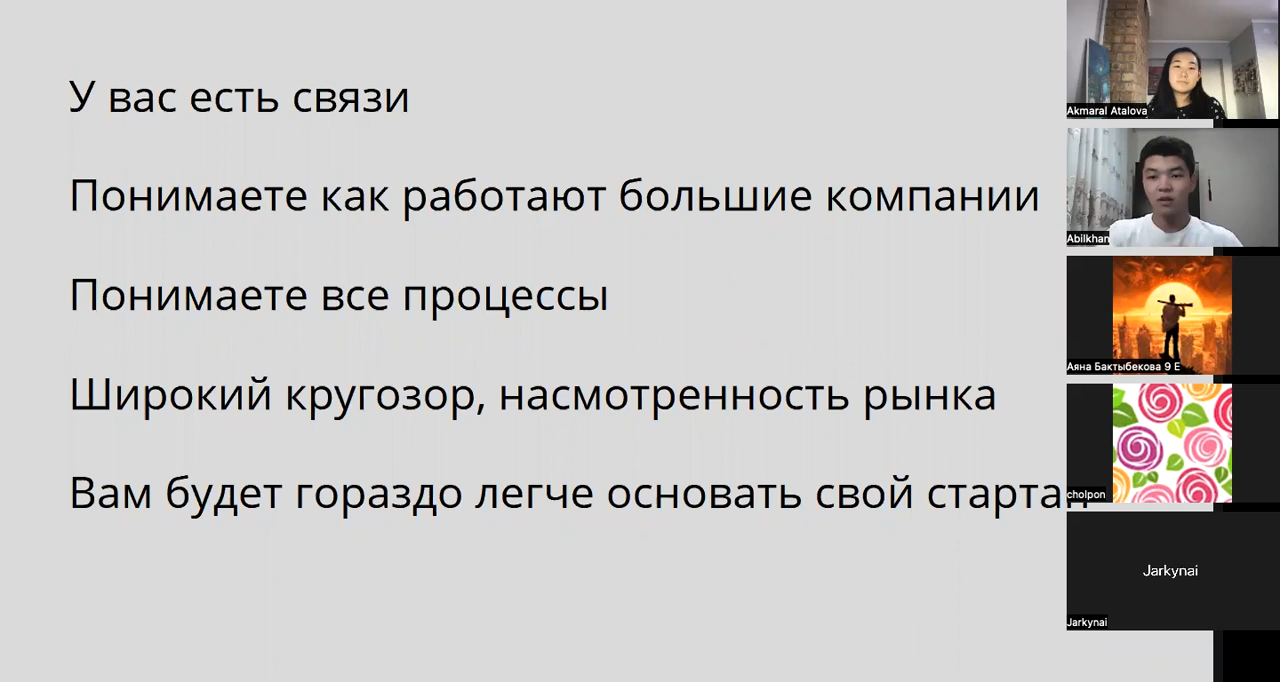 У вас есть связи
Понимаете как работают большие компании
Понимаете все процессы
Широкий кругозор, насмотренность рынка
Вам будет гораздо легче основать свой стартап
Akmaral Atalova
Abilkhan
Аяна Бактыбекова 9 Е
cholpon
Jarkynai
Jarkynai